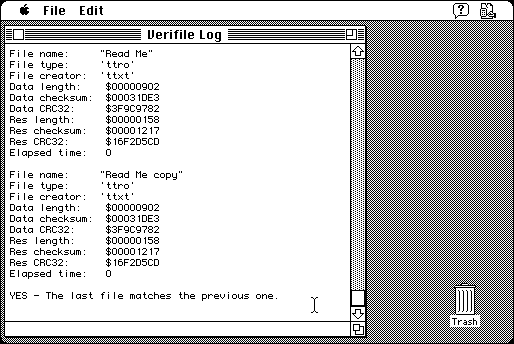 File Edit
Verifile Log
File name: "Read Me"
File type: 'ttro'
File creator: 'ttxt'
Data length: $00000902
Data checksum: $00031DE3
Data CRC32: $3F9C9782
Res length: $00000158
Res checksum: $00001217
Res CRC32: $16F2D5CD
Elapsed time: 0
File name: "Read Me copy"
File type: 'ttro'
File creator: 'ttxt'
Data length: $00000902
Data checksum: $00031DE3
Data CRC32: $3F9C9782
Res length: $00000158
Res checksum: $00001217
Res CRC32: $16F2D5CD
Elapsed time: 0
YES - The last file matches the previous one.
Trash